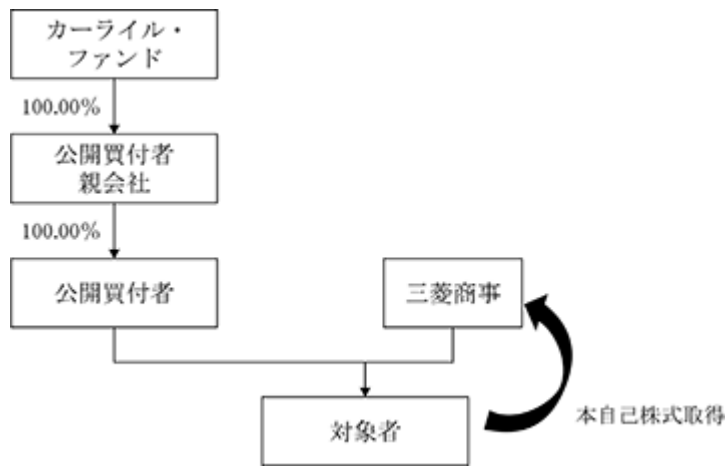 カーライル・
ファンド
100.00%
公開買付者
親会社
100.00%
公開買付者
三菱商事
対象者
本自己株式取得